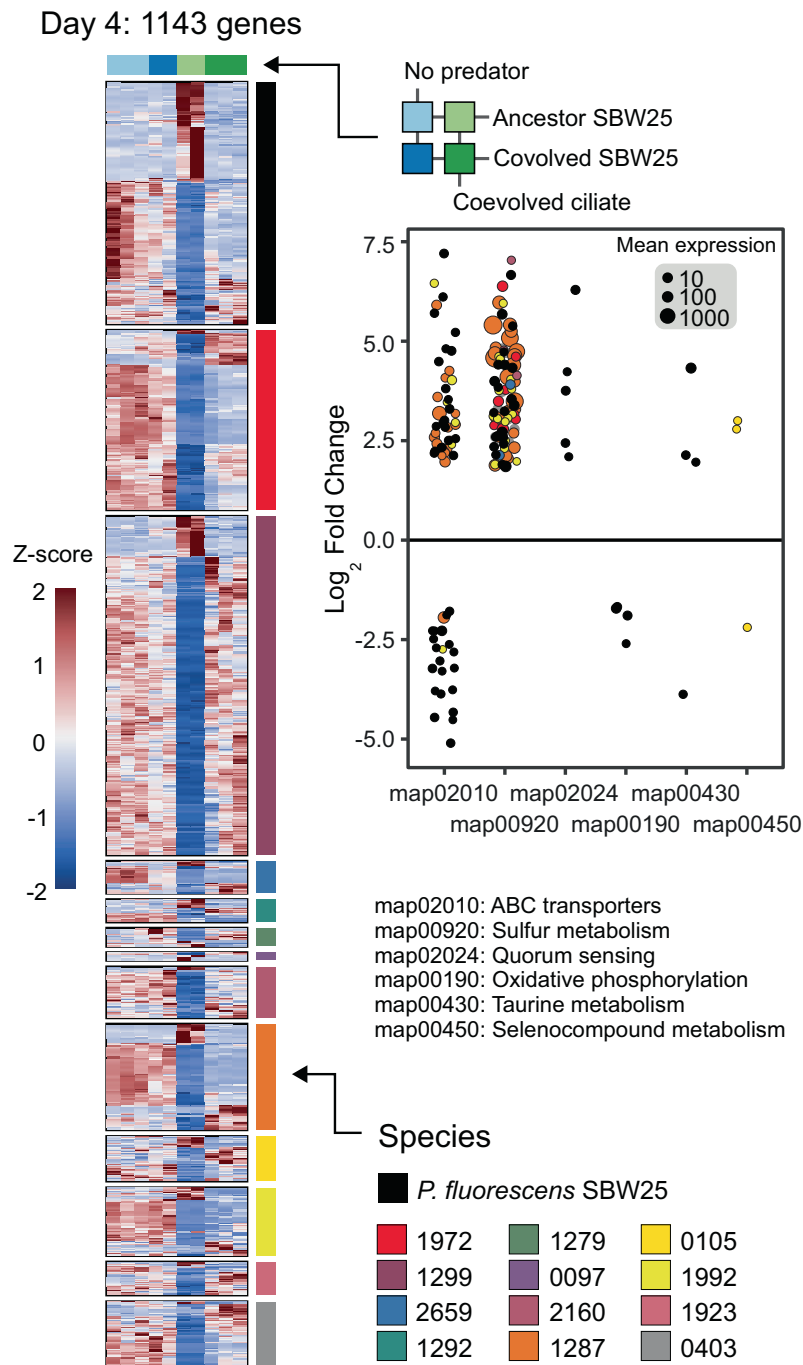 Day 4: 1143 genes
No predator
Ancestor SBW25
Covolved SBW25
Coevolved ciliate
Z-score
2
1
0
-1
-2
Log2 Fold Change
7.5
5.0
2.5
0.0
-2.5
-5.0
Mean expression
10
100
1000
map02010 map02024 map00430
map00920 map00190 map00450
map02010: ABC transporters
map00920: Sulfur metabolism
map02024: Quorum sensing
map00190: Oxidative phosphorylation
map00430: Taurine metabolism
map00450: Selenocompound metabolism
Species
P. fluorescens SBW25
1972 1279 0105
1299 0097 1992
2659 2160 1923
1292 1287 0403